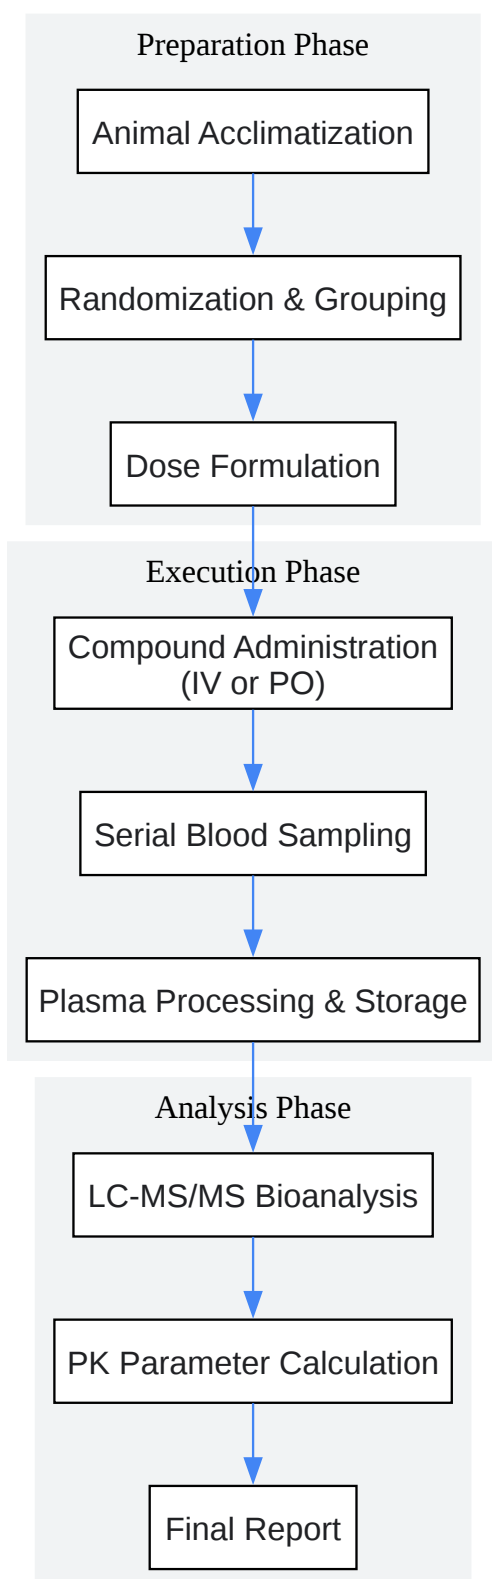 Preparation Phase
Animal Acclimatization
Randomization & Grouping
Dose Formulation
Execution Phase
Compound Administration
(IV or PO)
Serial Blood Sampling
Plasma Processing & Storage
Analysis Phase
LC-MS/MS Bioanalysis
PK Parameter Calculation
Final Report